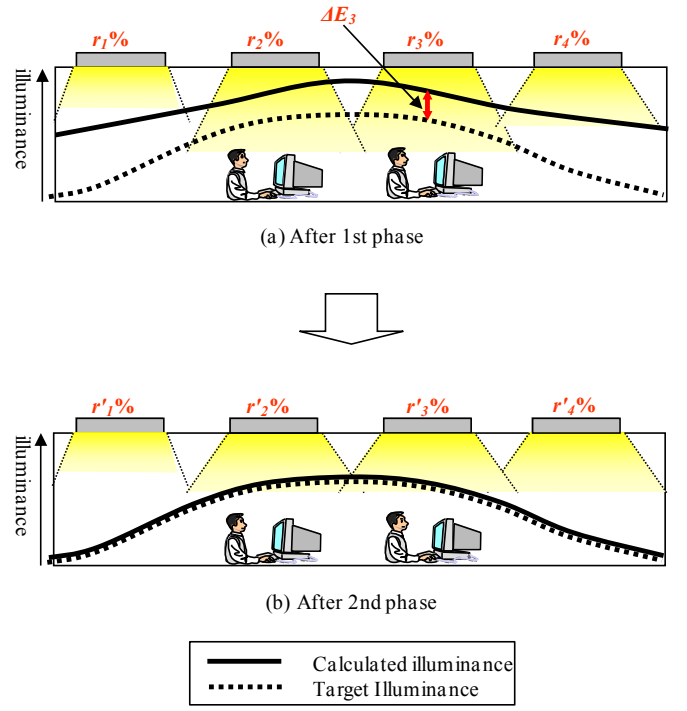 ΔE3
r1% r2% r3% r4%
illuminance
(a) After 1st phase
r'1% r'2% r'3% r'4%
illuminance
(b) After 2nd phase
Calculated illuminance
Target Illuminance